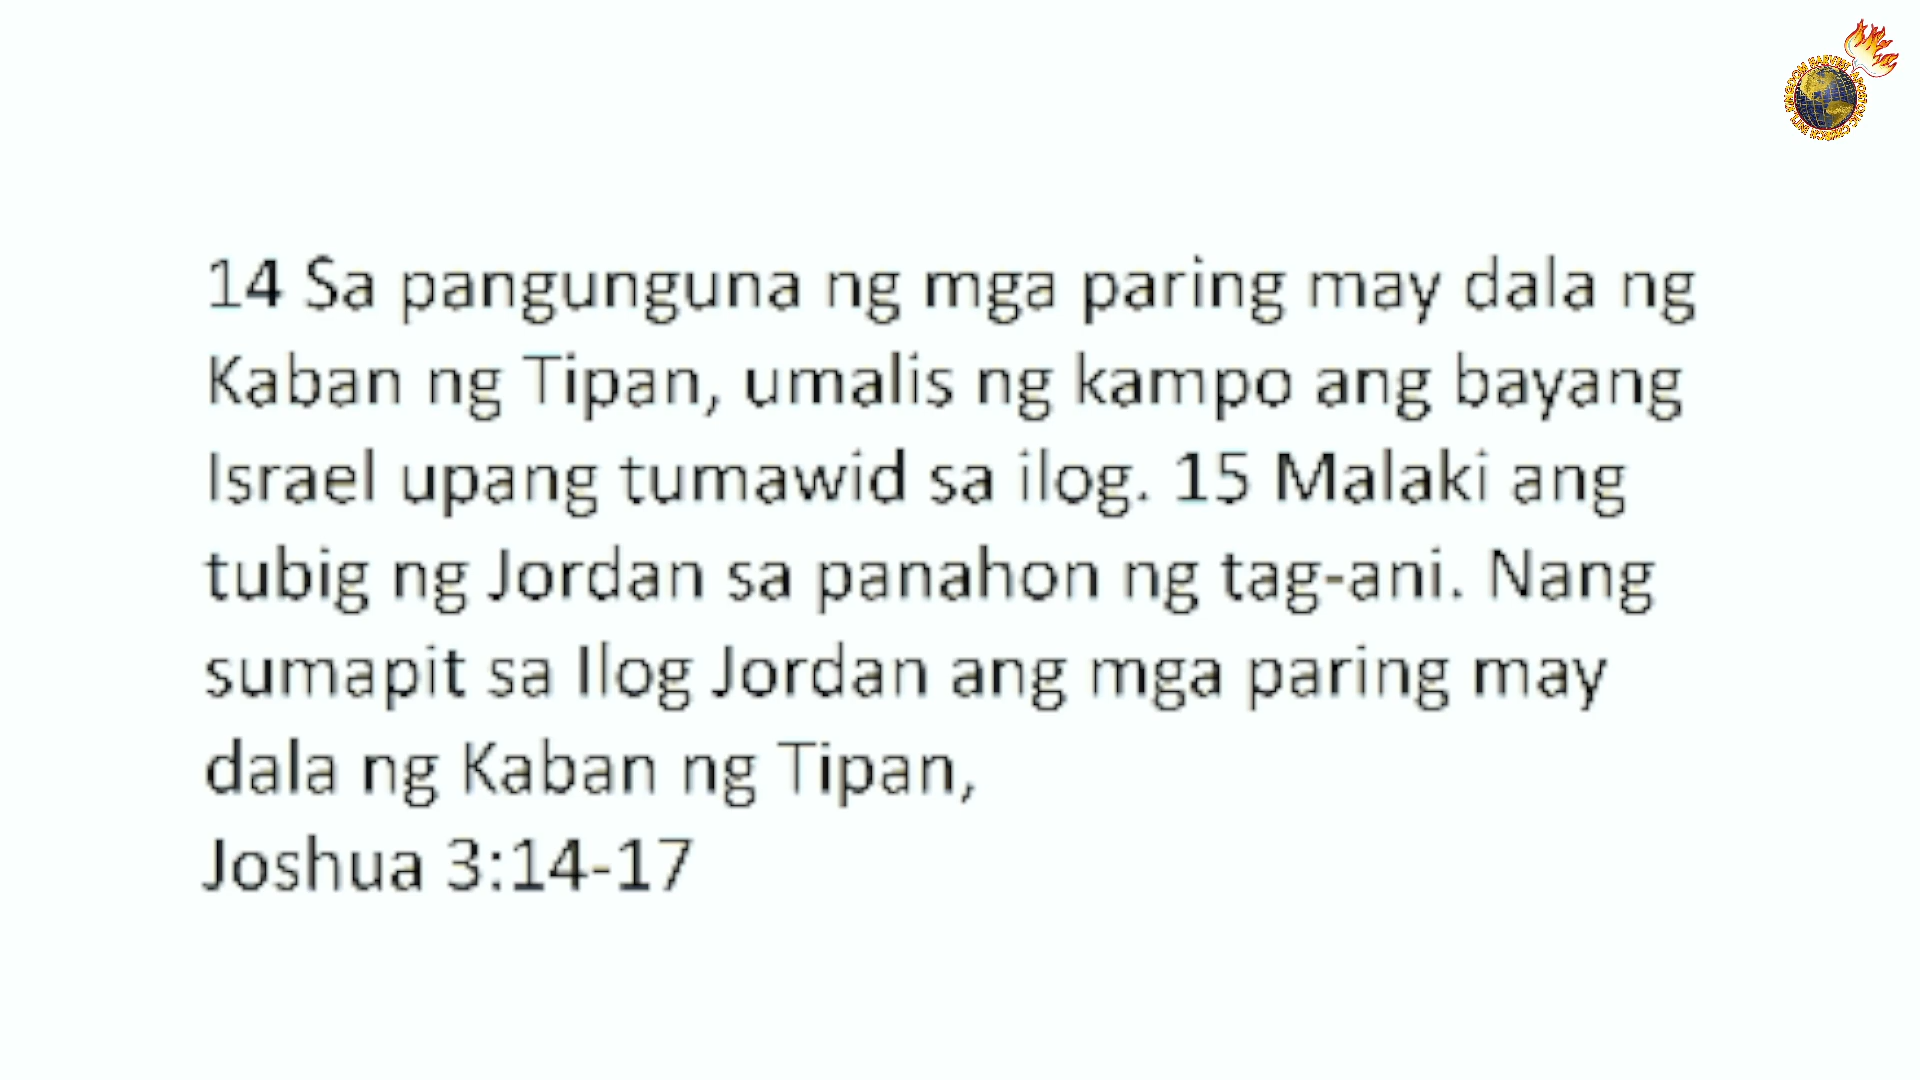 14 Sa pangunguna ng mga paring may dala ng
Kaban ng Tipan, umalis ng kampo ang bayang
Israel upang tumawid sa ilog. 15 Malaki ang
tubig ng Jordan sa panahon ng tag-ani. Nang
sumapit sa Ilog Jordan ang mga paring may
dala ng Kaban ng Tipan,
Joshua 3:14-17